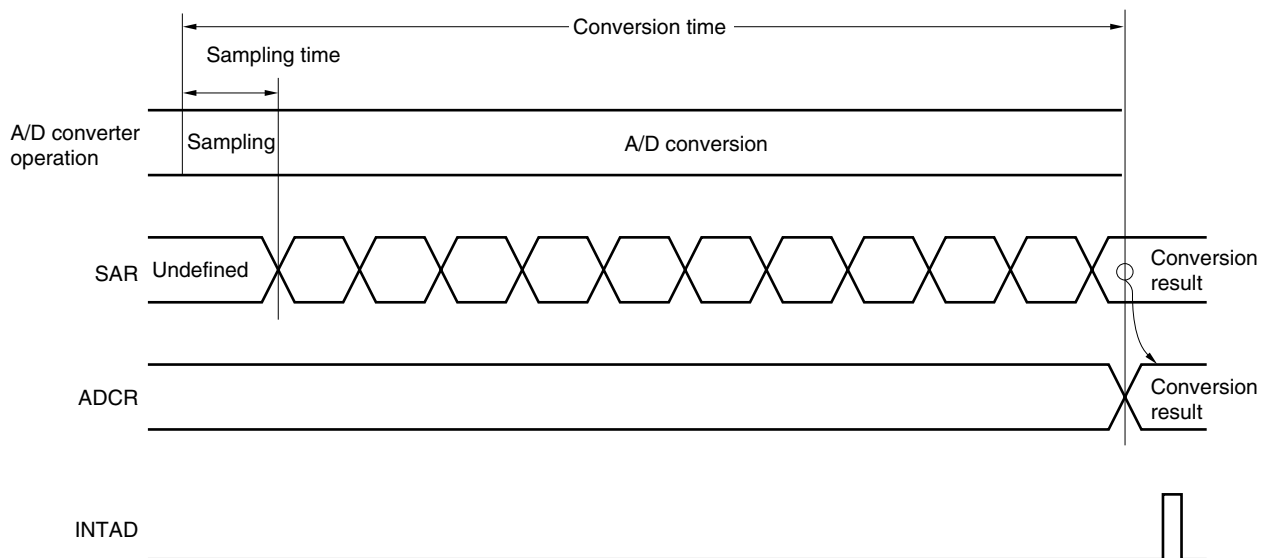 Conversion time
Sampling time
A/D converter
operation
Sampling
A/D conversion
SAR
Undefined
Conversion
result
ADCR
Conversion
result
INTAD